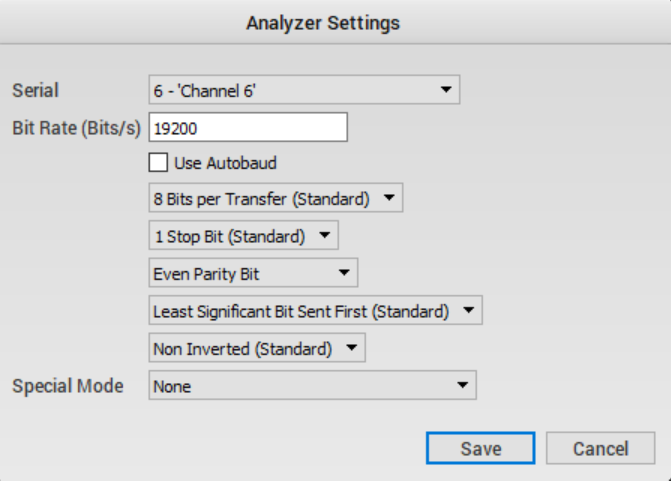 Analyzer Settings
Serial 6 - 'Channel 6'
Bit Rate (Bits/s) 19200
Use Autobaud
8 Bits per Transfer (Standard)
1 Stop Bit (Standard)
Even Parity Bit
Least Significant Bit Sent First (Standard)
Non Inverted (Standard)
Special Mode None
Save Cancel